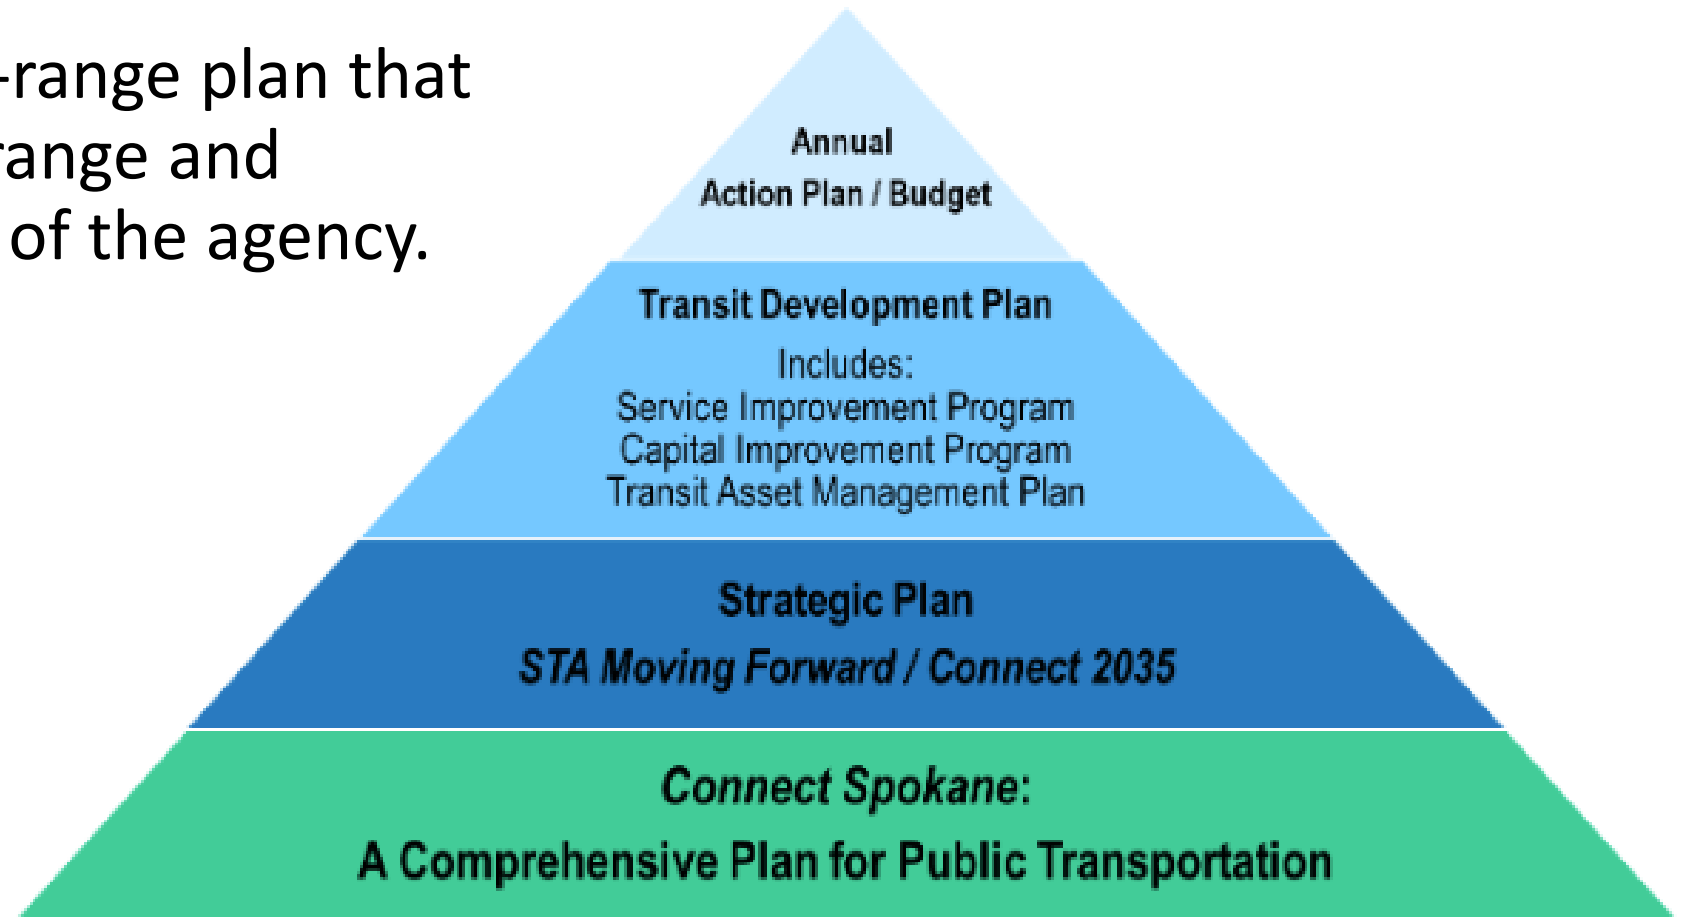 -range plan that
range and
of the agency.
Annual
Action Plan / Budget
Transit Development Plan
Includes:
Service Improvement Program
Capital Improvement Program
Transit Asset Management Plan
Strategic Plan
STA Moving Forward / Connect 2035
Connect Spokane:
A Comprehensive Plan for Public Transportation